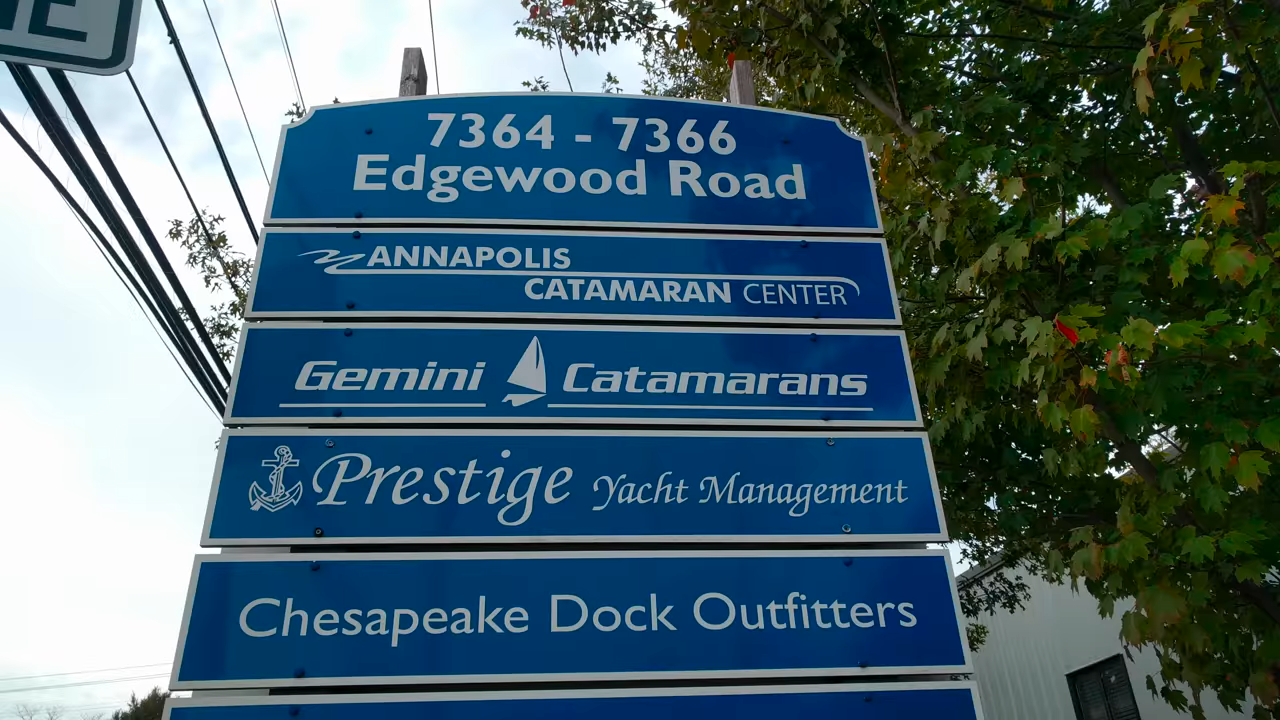 7364 - 7366
Edgewood Road
ANNAPOLIS
CATAMARAN CENTER
Gemini Catamarans
Prestige Yacht Management
Chesapeake Dock Outfitters